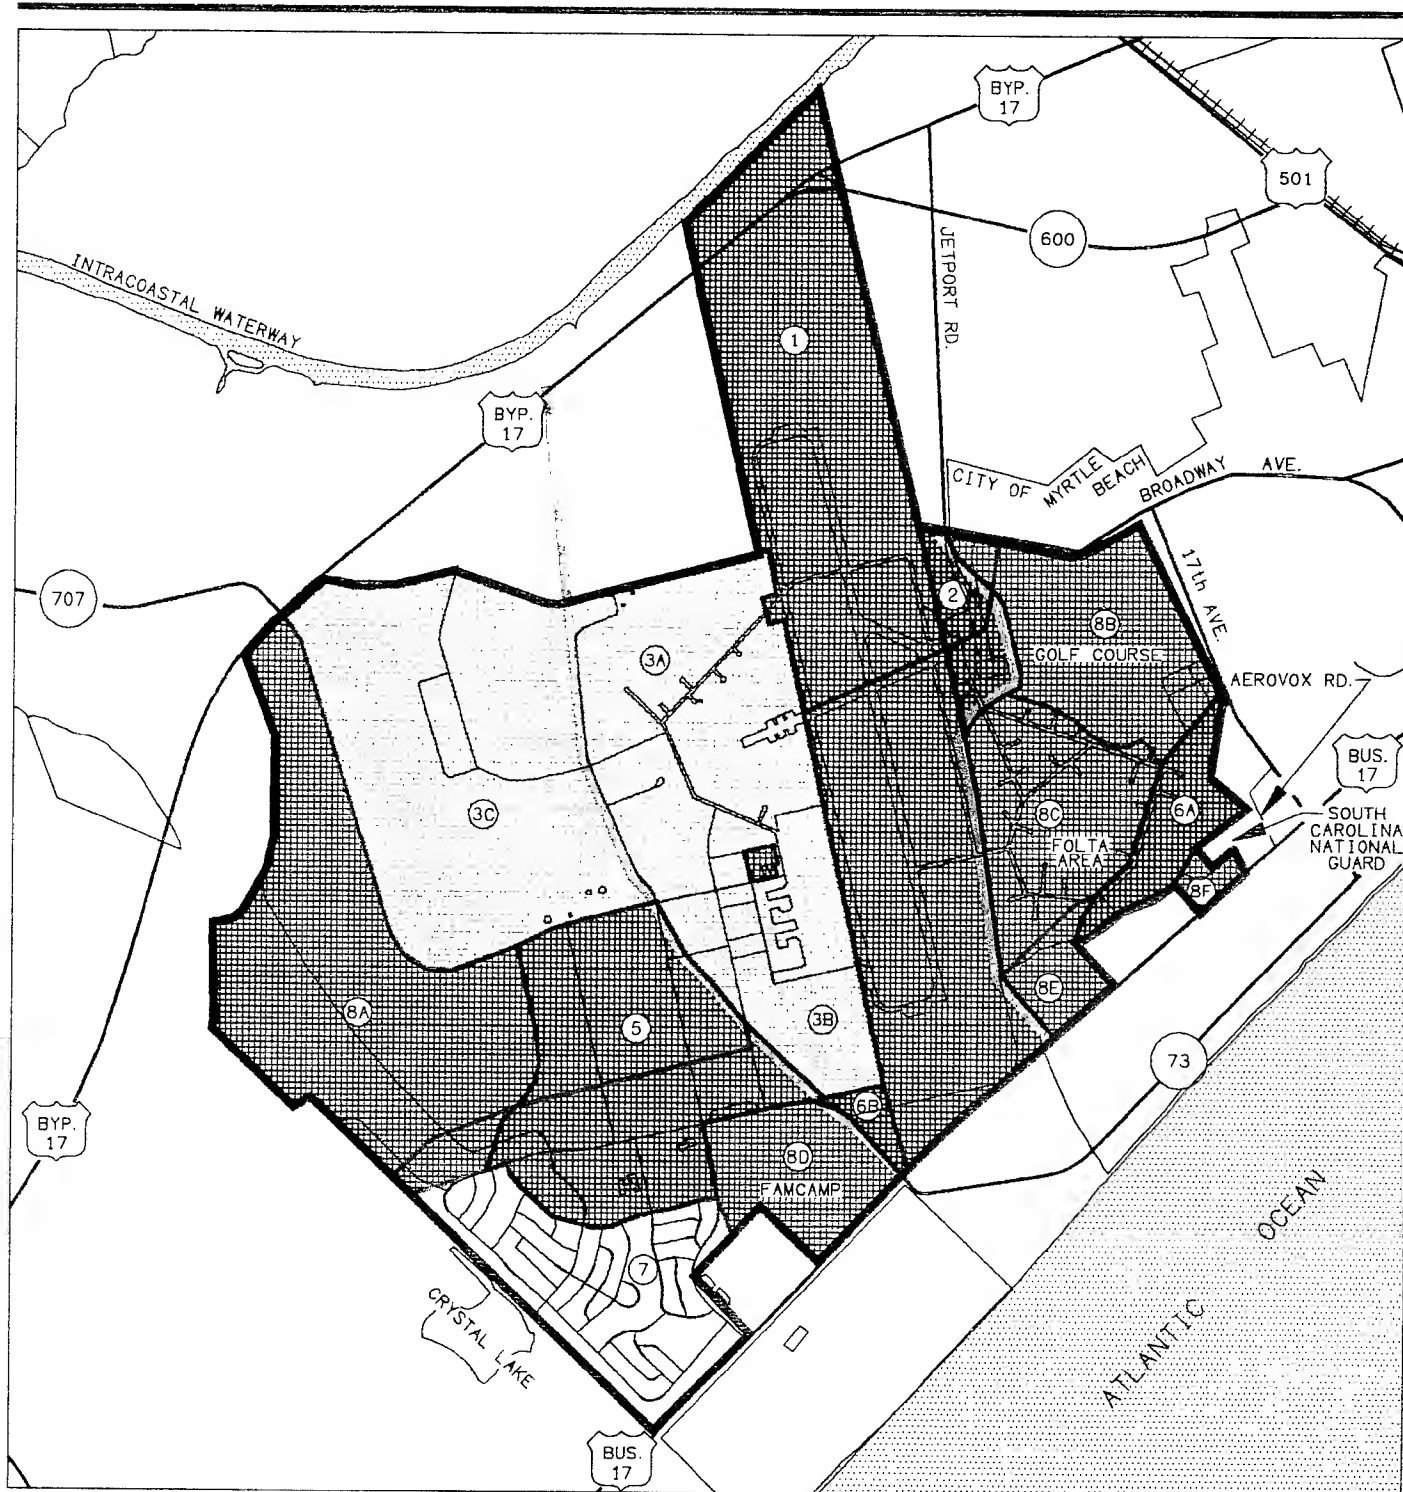 BYP.
17
501
600
JETPORT RD.
INTRACOASTAL WATERWAY
1
BYP.
17
CITY OF MYRTLE BEACH
BROADWAY AVE.
17th AVE
707
2
8B
GOLF COURSE
3A
AEROVOX RD.
BUS.
17
3C
8C
6A
FOLTA
AREA
SOUTH
CAROLINA
NATIONAL
GUARD
8F
8E
8A
5
3B
73
BYP.
17
6B
8D
FAMCAMP
7
CRYSTAL LAKE
ATLANTIC OCEAN
BUS.
17